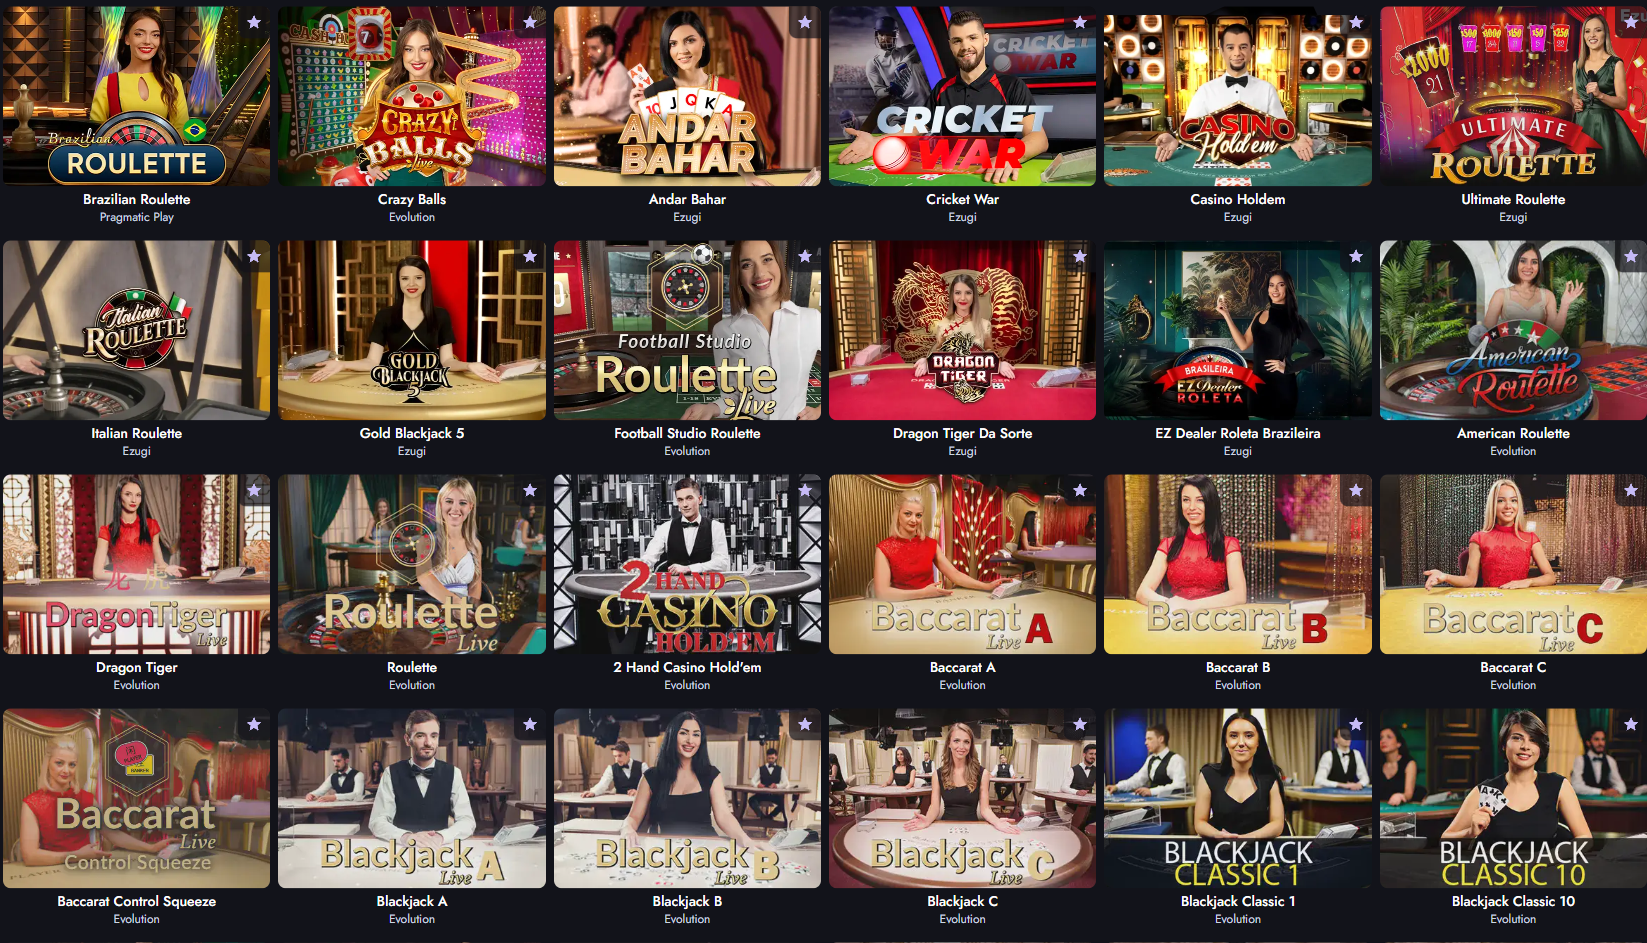 Brazilian
ROULETTE
Brazilian Roulette
Pragmatic Play
CRAZY
BALLS
live
Crazy Balls
Evolution
10 J Q K A
ANDAR
BAHAR
Andar Bahar
Ezugi
CRICKET
WAR
CRICKET
WAR
Cricket War
Ezugi
CASINO
Hold'em
Casino Holdem
Ezugi
$2,000
21
ULTIMATE
ROULETTE
Ultimate Roulette
Ezugi
Italian
ROULETTE
Italian Roulette
Ezugi
GOLD
BLACKJACK
5
Gold Blackjack 5
Ezugi
Football Studio
Roulette
Live
Football Studio Roulette
Evolution
DRAGON
TIGER
Dragon Tiger Da Sorte
Ezugi
BRASILEIRA
EZ Dealer
ROLETA
EZ Dealer Roleta Brazileira
Ezugi
American
Roulette
American Roulette
Evolution
龙 虎
DragonTiger
Live
Dragon Tiger
Evolution
Roulette
Live
Roulette
Evolution
2 HAND
CASINO
HOLD'EM
2 Hand Casino Hold'em
Evolution
Baccarat A
Live
Baccarat A
Evolution
Baccarat B
Live
Baccarat B
Evolution
Baccarat C
Live
Baccarat C
Evolution
Baccarat
Live
Control Squeeze
Baccarat Control Squeeze
Evolution
Blackjack A
Live
Blackjack A
Evolution
Blackjack B
Live
Blackjack B
Evolution
Blackjack C
Live
Blackjack C
Evolution
BLACKJACK
CLASSIC 1
Blackjack Classic 1
Evolution
BLACKJACK
CLASSIC 10
Blackjack Classic 10
Evolution